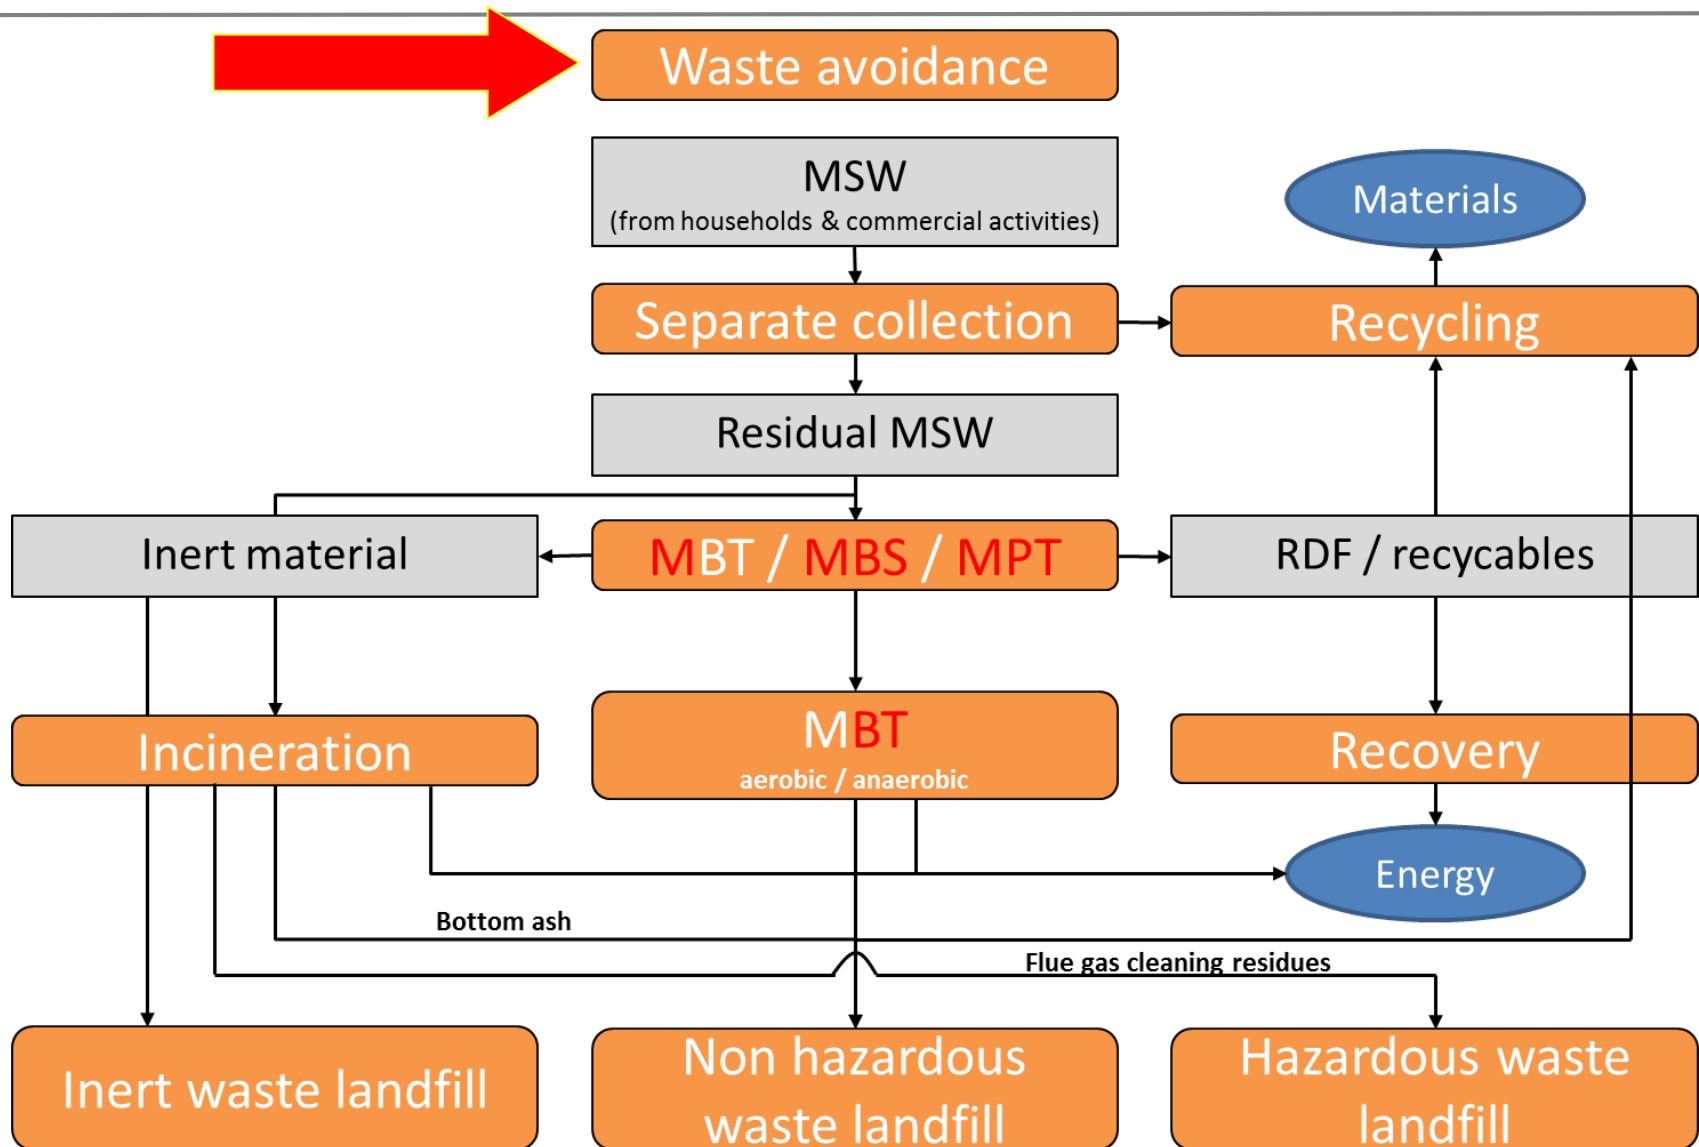 Waste avoidance
MSW
(from households & commercial activities)
Materials
Separate collection
Recycling
Residual MSW
Inert material
MBT / MBS / MPT
RDF / recycables
Incineration
MBT
aerobic / anaerobic
Recovery
Energy
Bottom ash
Flue gas cleaning residues
Inert waste landfill
Non hazardous
waste landfill
Hazardous waste
landfill